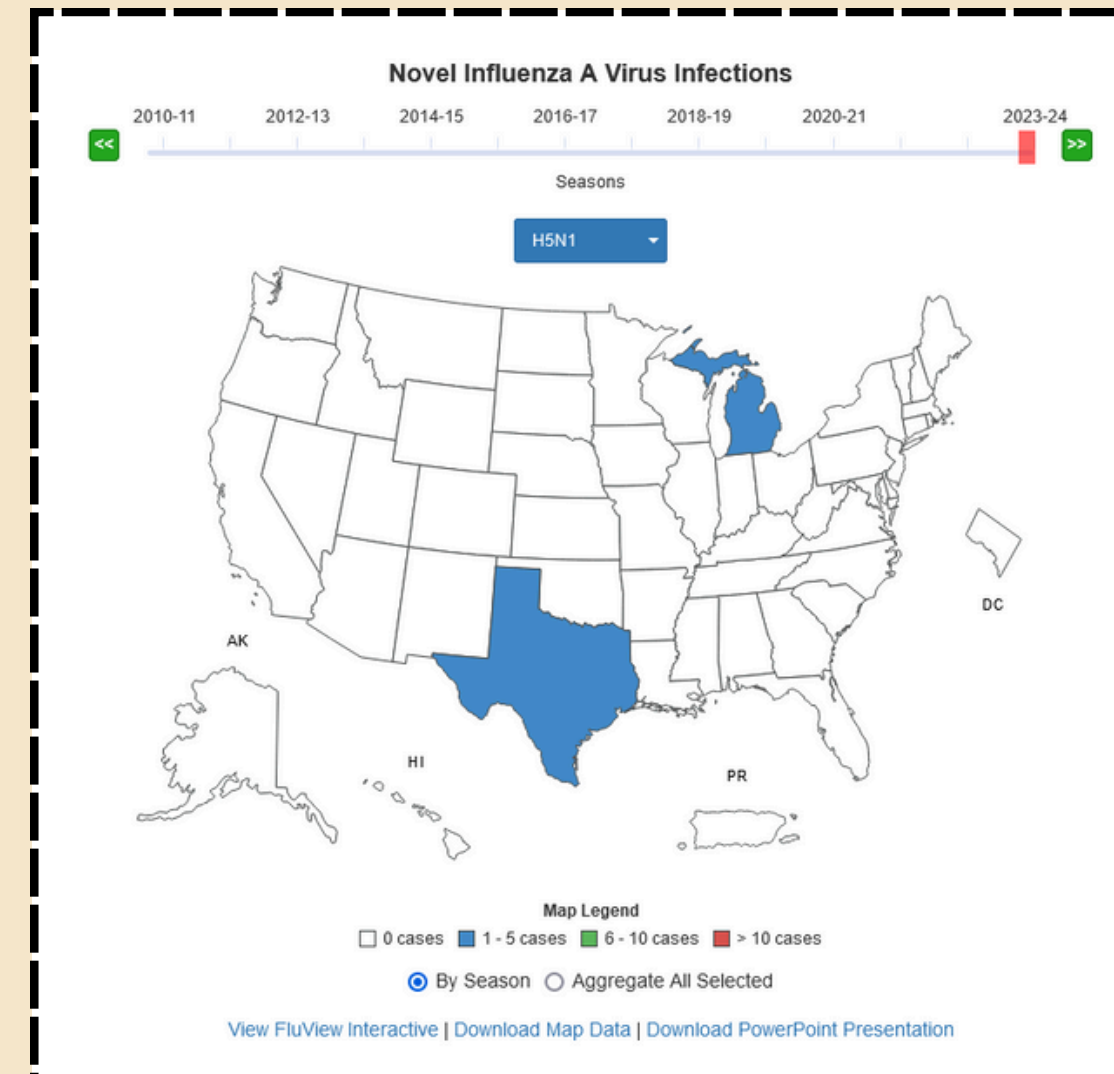 Novel Influenza A Virus Infections
2010-11 2012-13 2014-15 2016-17 2018-19 2020-21 2023-24
<< >>
Seasons
H5N1
DC
AK
HI
PR
Map Legend
0 cases 1 - 5 cases 6 - 10 cases > 10 cases
By Season Aggregate All Selected
View FluView Interactive | Download Map Data | Download PowerPoint Presentation